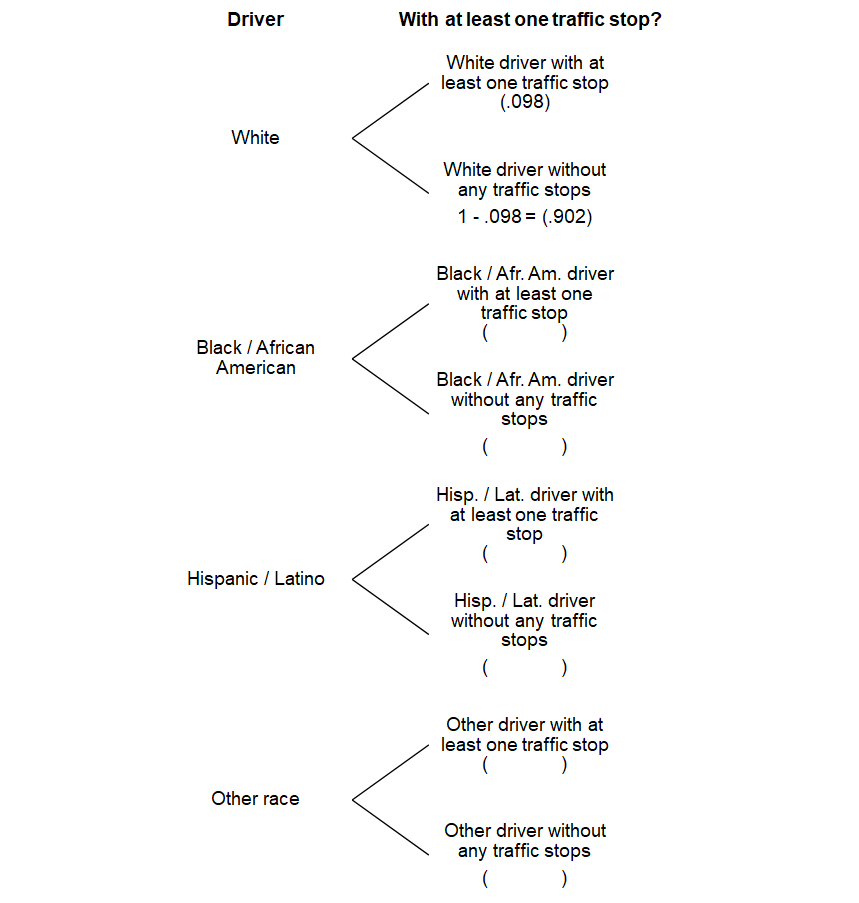 Driver
With at least one traffic stop?
White driver with at
least one traffic stop
(.098)
White
White driver without
any traffic stops
1 - .098 = (.902)
Black / Afr. Am. driver
with at least one
traffic stop
( )
Black / African
American
Black / Afr. Am. driver
without any traffic
stops
( )
Hisp. / Lat. driver with
at least one traffic
stop
( )
Hispanic / Latino
Hisp. / Lat. driver
without any traffic
stops
( )
Other driver with at
least one traffic stop
( )
Other race
Other driver without
any traffic stops
( )